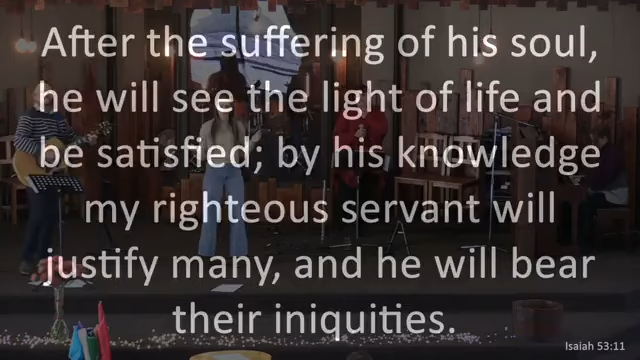 After the suffering of his soul,
he will see the light of life and
be satisfied; by his knowledge
my righteous servant will
justify many, and he will bear
their iniquities.
Isaiah 53:11